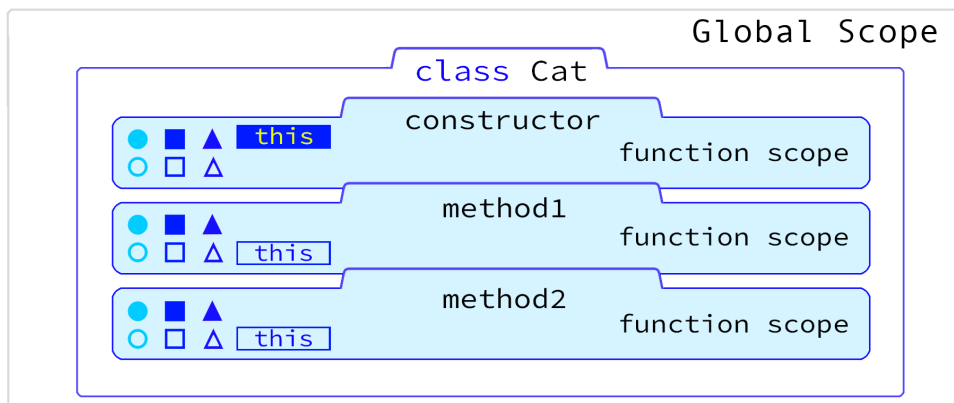 Global Scope
class Cat
constructor
this
function scope
method1
function scope
this
method2
function scope
this